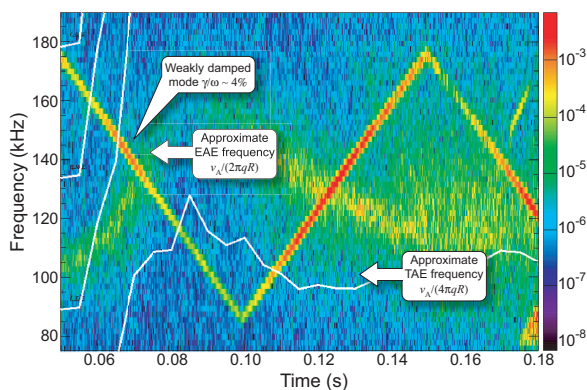 180
160
140
120
100
80
Frequency (kHz)
Weakly damped
mode γ/ω ~ 4%
Approximate
EAE frequency
v_A/(2πqR)
Approximate
TAE frequency
v_A/(4πqR)
0.06
0.08
0.10
0.12
0.14
0.16
0.18
Time (s)
10⁻³
10⁻⁴
10⁻⁵
10⁻⁶
10⁻⁷
10⁻⁸